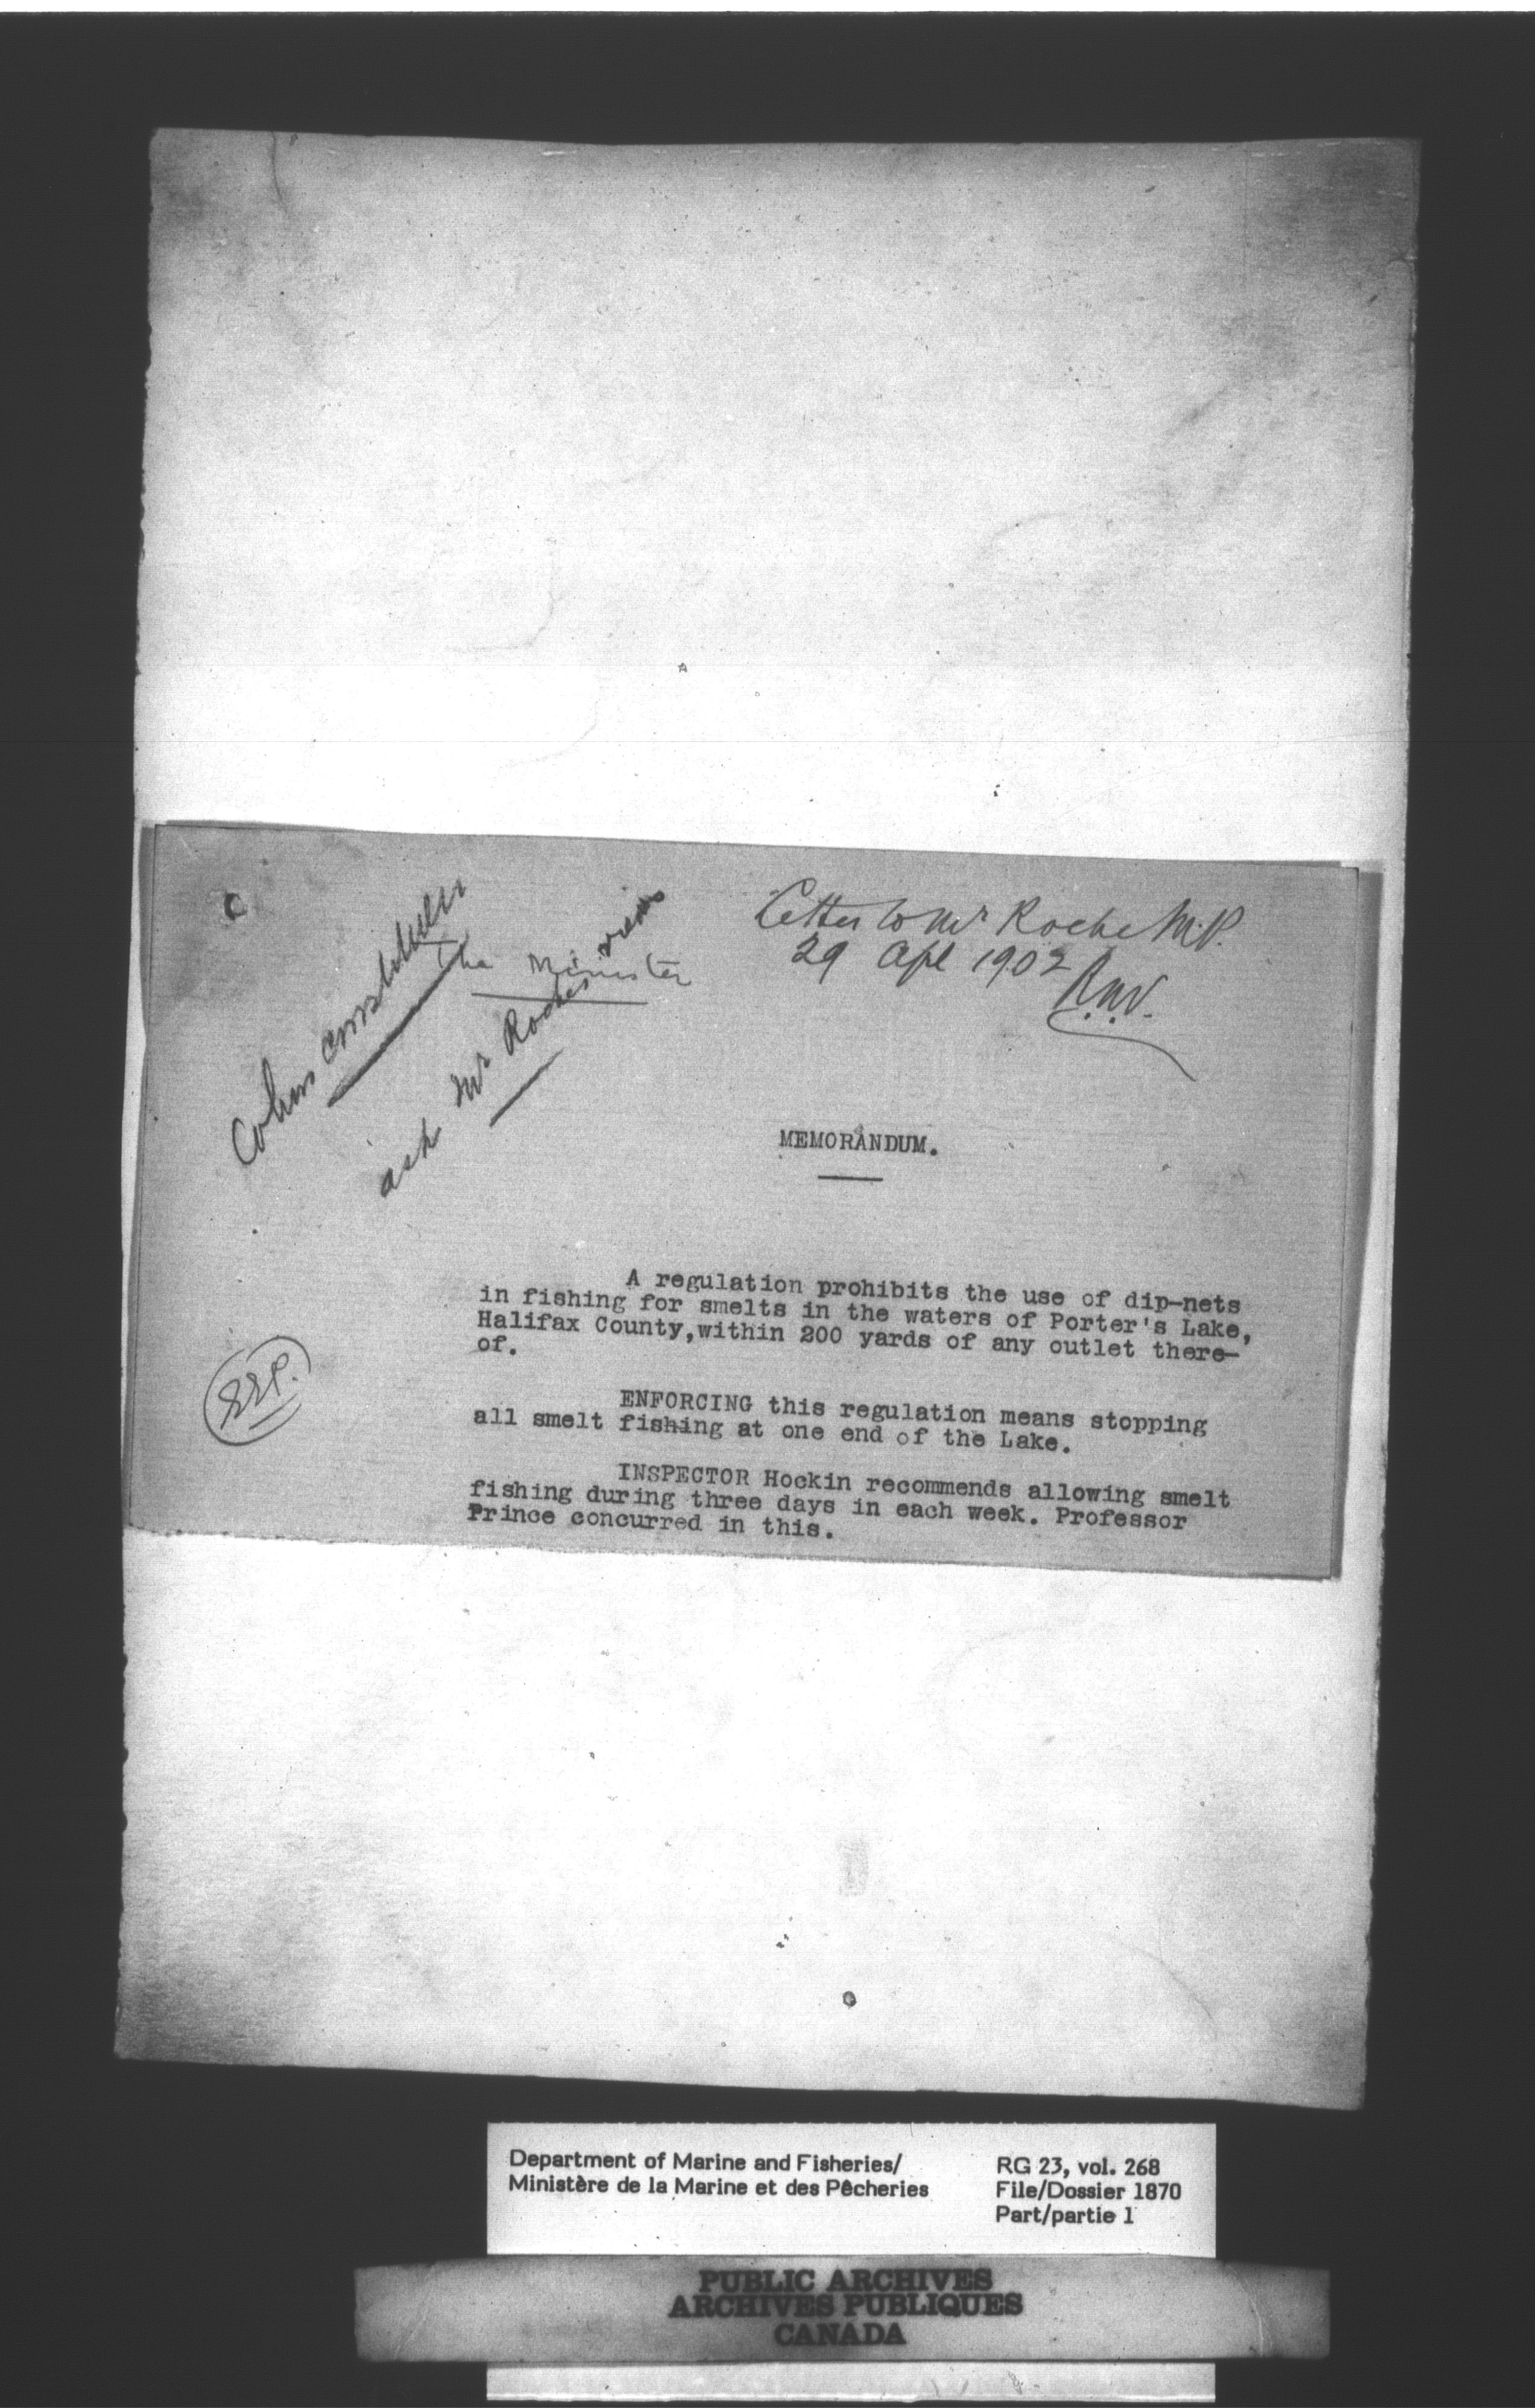 Letter to Mr Roche M.P.
29 Apl 1902
The Minister
ask Mr Roches views
MEMORANDUM.
A regulation prohibits the use of dip-nets
in fishing for smelts in the waters of Porter's Lake,
Halifax County,within 200 yards of any outlet there-
of.
ENFORCING this regulation means stopping
all smelt fishing at one end of the Lake.
INSPECTOR Hockin recommends allowing smelt
fishing during three days in each week. Professor
Prince concurred in this.
Department of Marine and Fisheries/
Ministère de la Marine et des Pêcheries
RG 23, vol. 268
File/Dossier 1870
Part/partie 1
PUBLIC ARCHIVES
ARCHIVES PUBLIQUES
CANADA